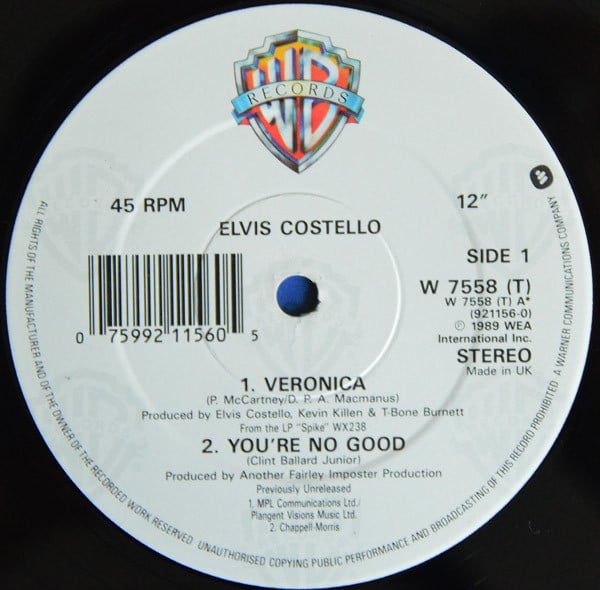 WB
RECORDS
45 RPM
12"
ELVIS COSTELLO
SIDE 1
W 7558 (T)
W 7558 (T) A*
(921156-0)
℗ 1989 WEA
International Inc.
STEREO
Made in UK
0 75992 11560 5
1. VERONICA
(P. McCartney/D. P. A. Macmanus)
Produced by Elvis Costello, Kevin Killen & T-Bone Burnett
From the LP "Spike" WX238
2. YOU'RE NO GOOD
(Clint Ballard Junior)
Produced by Another Fairley Imposter Production
Previously Unreleased
1. MPL Communications Ltd./
Plangent Visions Music Ltd.
2. Chappell-Morris
ALL RIGHTS OF THE MANUFACTURER AND OF THE OWNER OF THE RECORDED WORK RESERVED. UNAUTHORISED COPYING PUBLIC PERFORMANCE AND BROADCASTING OF THIS RECORD PROHIBITED. A WARNER COMMUNICATIONS COMPANY